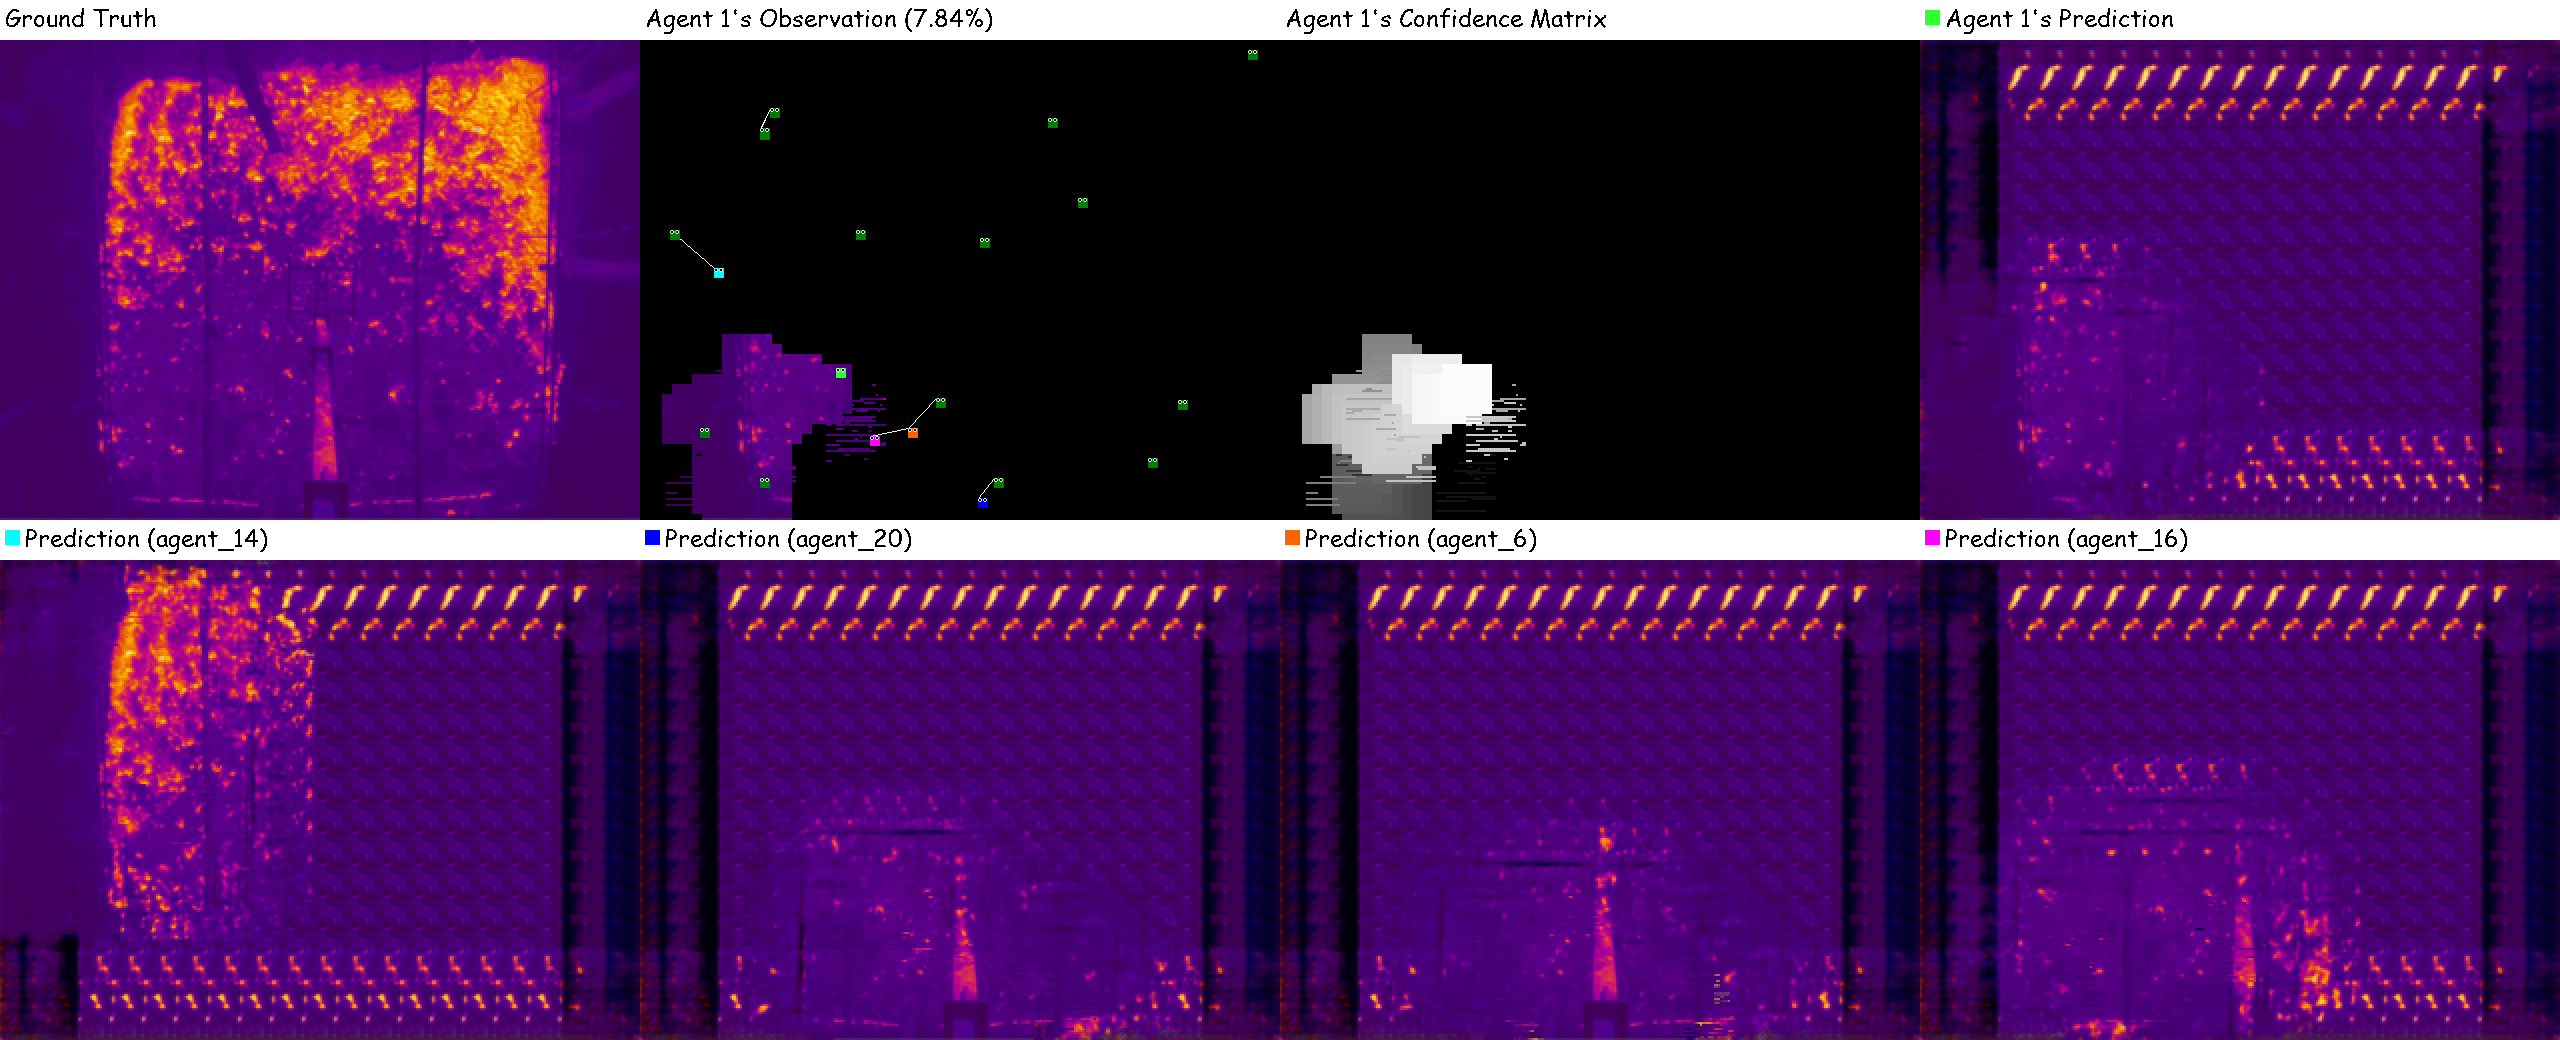 Ground Truth
Agent 1's Observation (7.84%)
Agent 1's Confidence Matrix
Agent 1's Prediction
Prediction (agent_14)
Prediction (agent_20)
Prediction (agent_6)
Prediction (agent_16)